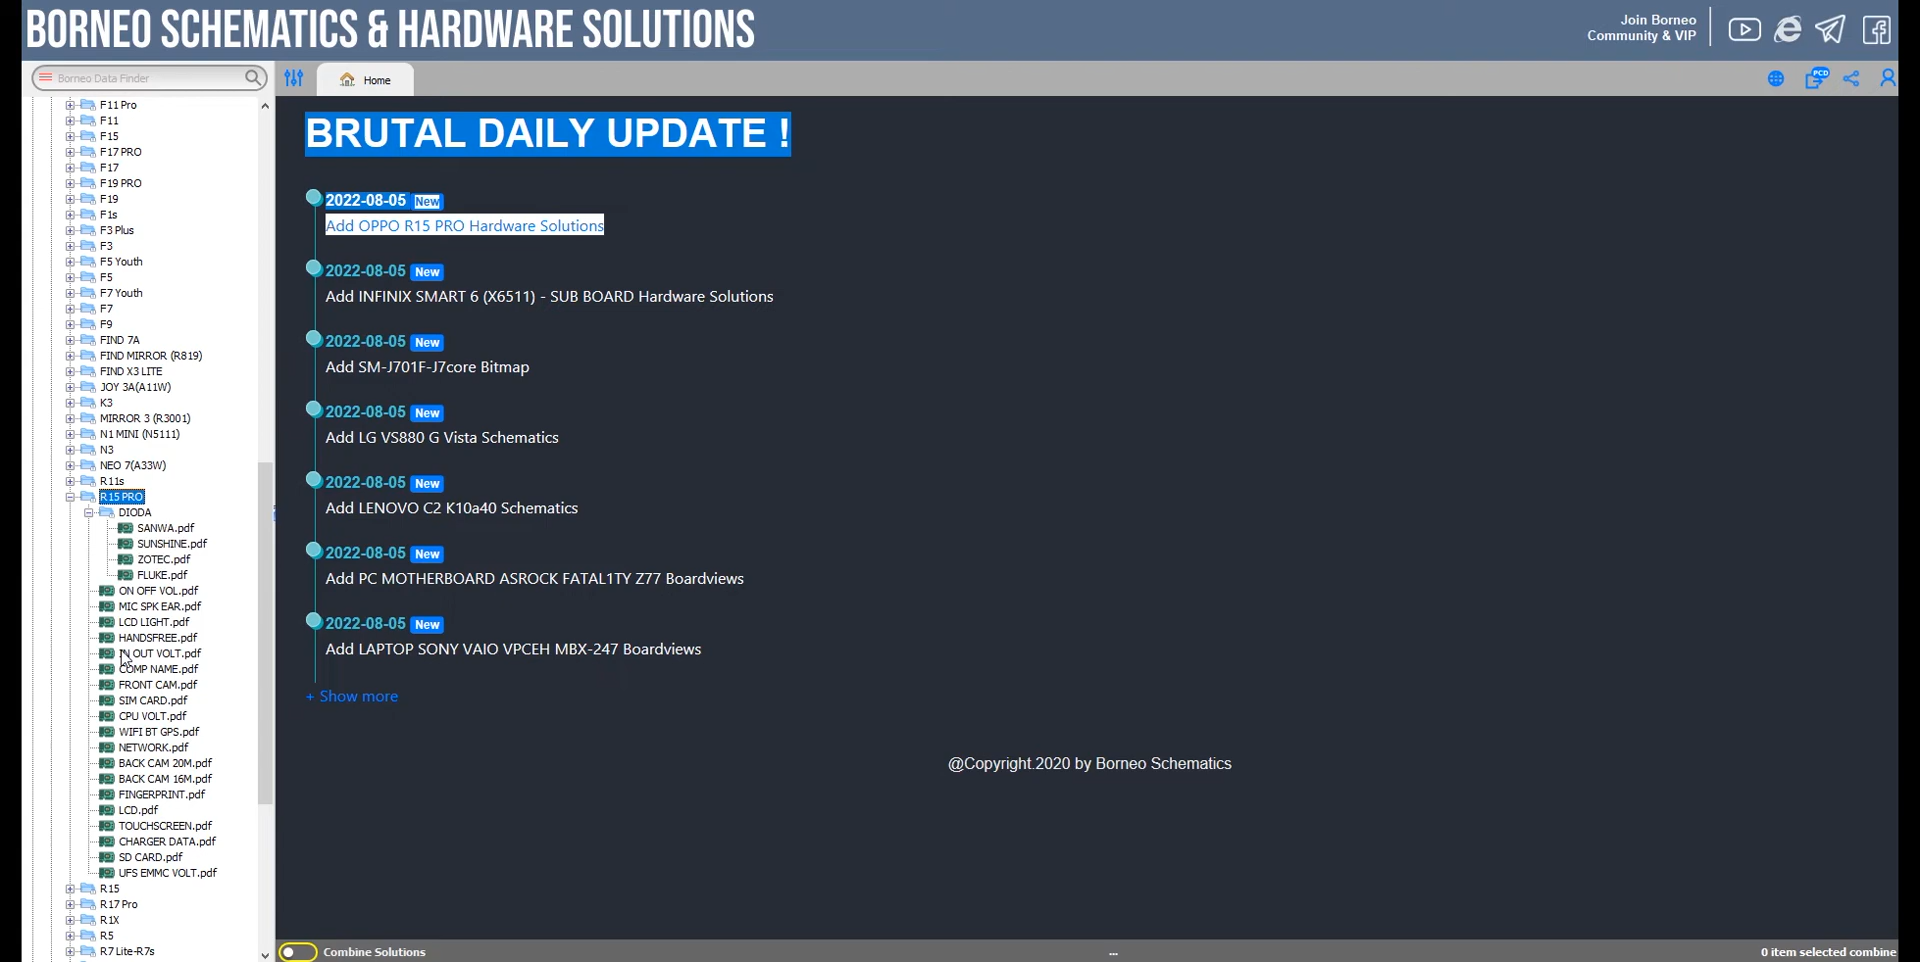 BORNEO SCHEMATICS & HARDWARE SOLUTIONS
Join Borneo
Community & VIP
Borneo Data Finder
Home
PCD
F11 Pro
F11
F15
F17 PRO
F17
F19 PRO
F19
F1s
F3 Plus
F3
F5 Youth
F5
F7 Youth
F7
F9
FIND 7A
FIND MIRROR (R819)
FIND X3 LITE
JOY 3A(A11W)
K3
MIRROR 3 (R3001)
N1 MINI (N5111)
N3
NEO 7(A33W)
R11s
R15 PRO
DIODA
SANWA.pdf
SUNSHINE.pdf
ZOTEC.pdf
FLUKE.pdf
ON OFF VOL.pdf
MIC SPK EAR.pdf
LCD LIGHT.pdf
HANDSFREE.pdf
IN OUT VOLT.pdf
COMP NAME.pdf
FRONT CAM.pdf
SIM CARD.pdf
CPU VOLT.pdf
WIFI BT GPS.pdf
NETWORK.pdf
BACK CAM 20M.pdf
BACK CAM 16M.pdf
FINGERPRINT.pdf
LCD.pdf
TOUCHSCREEN.pdf
CHARGER DATA.pdf
SD CARD.pdf
UFS EMMC VOLT.pdf
R15
R17 Pro
R1X
R5
R7 Lite-R7s
BRUTAL DAILY UPDATE !
2022-08-05 New
Add OPPO R15 PRO Hardware Solutions
2022-08-05 New
Add INFINIX SMART 6 (X6511) - SUB BOARD Hardware Solutions
2022-08-05 New
Add SM-J701F-J7core Bitmap
2022-08-05 New
Add LG VS880 G Vista Schematics
2022-08-05 New
Add LENOVO C2 K10a40 Schematics
2022-08-05 New
Add PC MOTHERBOARD ASROCK FATAL1TY Z77 Boardviews
2022-08-05 New
Add LAPTOP SONY VAIO VPCEH MBX-247 Boardviews
+ Show more
@Copyright.2020 by Borneo Schematics
Combine Solutions
...
0 item selected combine